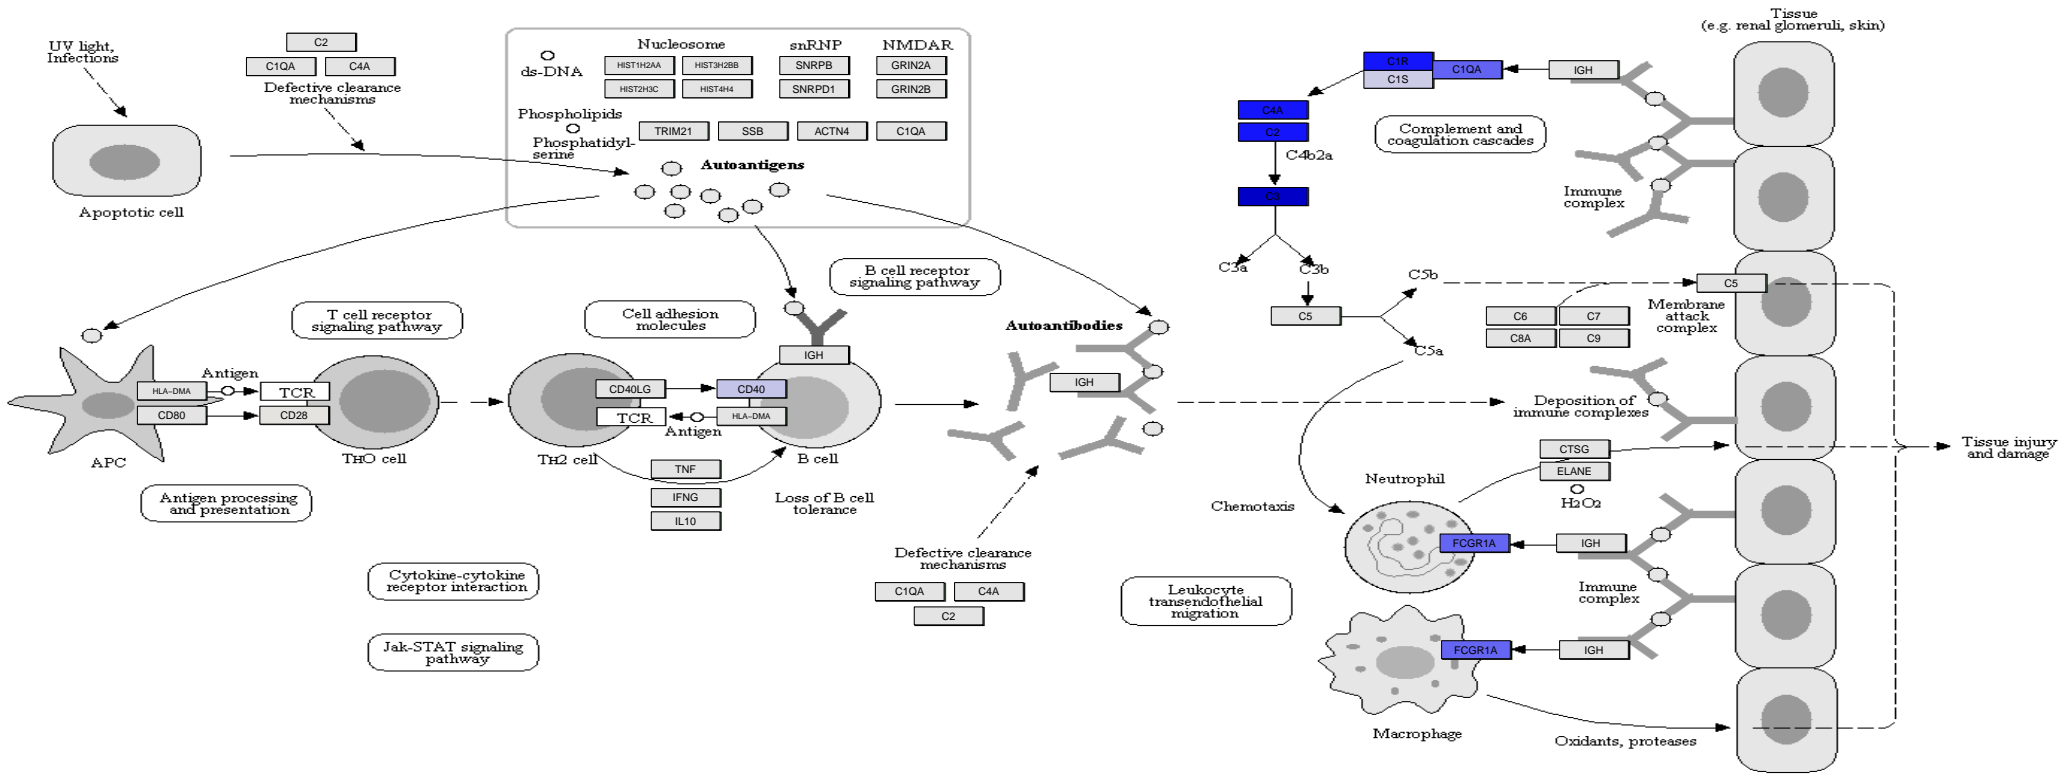 UV light,
Infections
C2
C1QA
C4A
Defective clearance
mechanisms
Apoptotic cell
ds-DNA
Nucleosome
snRNP
NMDAR
HIST1H2AA
HIST3H2BB
SNRPB
GRIN2A
HIST2H3C
HIST4H4
SNRPD1
GRIN2B
Phospholipids
Phosphatidyl-
serine
TRIM21
SSB
ACTN4
C1QA
Autoantigens
T cell receptor
signaling pathway
Cell adhesion
molecules
B cell receptor
signaling pathway
Antigen
HLA-DMA
TCR
CD80
CD28
APC
TH0 cell
CD40LG
CD40
TCR
HLA-DMA
Antigen
IGH
TH2 cell
B cell
TNF
IFNG
IL10
Loss of B cell
tolerance
Antigen processing
and presentation
Cytokine-cytokine
receptor interaction
Jak-STAT signaling
pathway
Autoantibodies
IGH
Defective clearance
mechanisms
C1QA
C4A
C2
Leukocyte
transendothelial
migration
Tissue
(e.g. renal glomeruli, skin)
C1R
C1S
C1QA
IGH
C4A
C2
C4b2a
C3
Complement and
coagulation cascades
Immune
complex
C3a
C3b
C5
C5b
C5a
C6
C7
C8A
C9
C5
Membrane
attack
complex
Deposition of
immune complexes
Chemotaxis
Neutrophil
CTSG
ELANE
H2O2
FCGR1A
IGH
Immune
complex
FCGR1A
IGH
Macrophage
Oxidants, proteases
Tissue injury
and damage